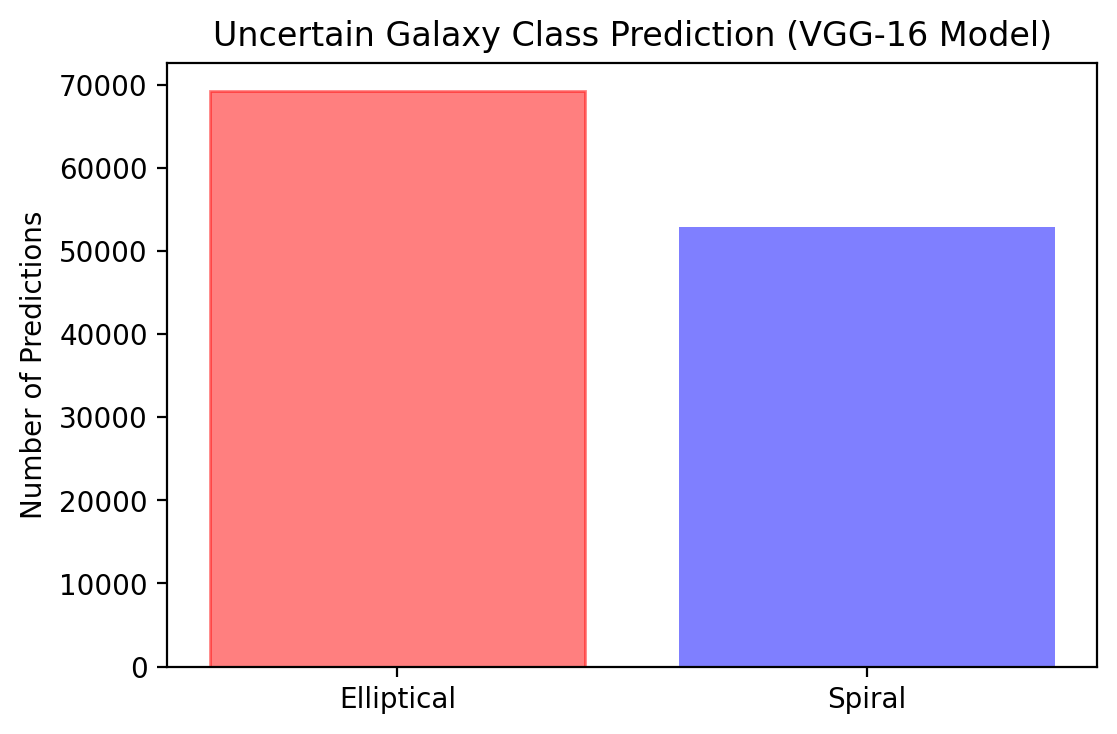 Uncertain Galaxy Class Prediction (VGG-16 Model)
Number of Predictions
70000
60000
50000
40000
30000
20000
10000
0
Elliptical
Spiral